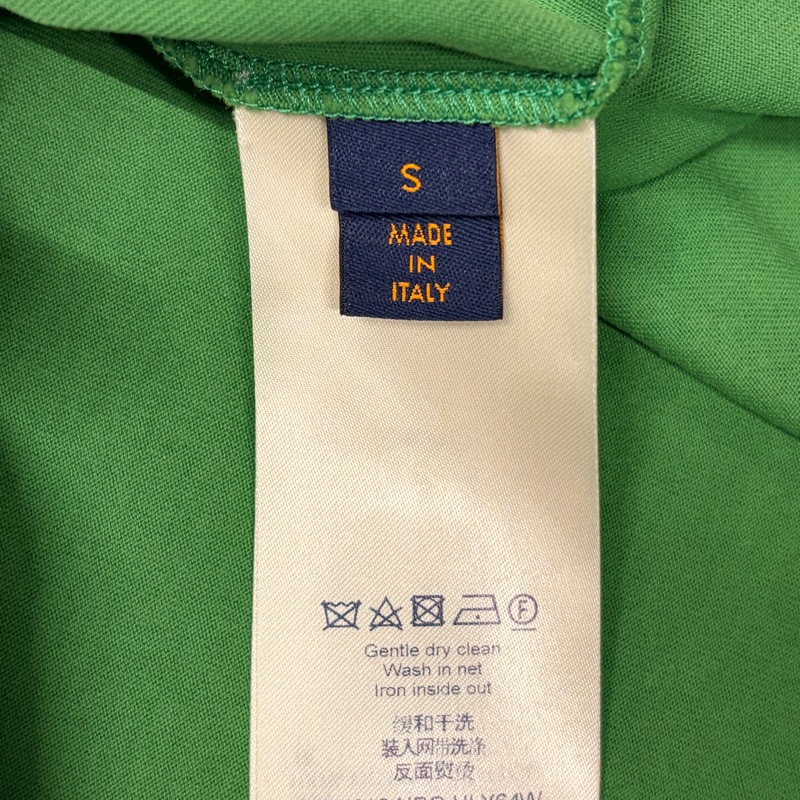 S
MADE
IN
ITALY
F
Gentle dry clean
Wash in net
Iron inside out
缓和干洗
装入网带洗涤
反面熨烫